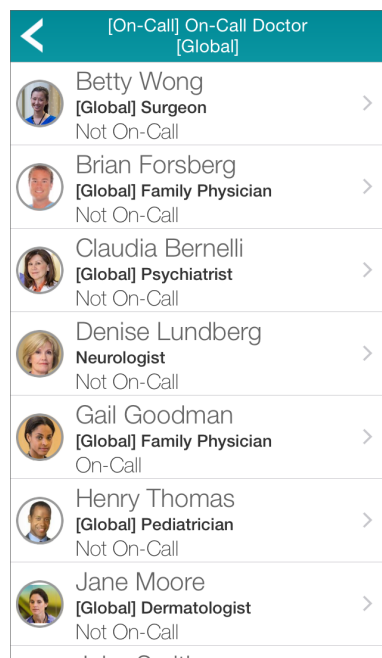 [On-Call] On-Call Doctor
[Global]
Betty Wong
[Global] Surgeon
Not On-Call
Brian Forsberg
[Global] Family Physician
Not On-Call
Claudia Bernelli
[Global] Psychiatrist
Not On-Call
Denise Lundberg
Neurologist
Not On-Call
Gail Goodman
[Global] Family Physician
On-Call
Henry Thomas
[Global] Pediatrician
Not On-Call
Jane Moore
[Global] Dermatologist
Not On-Call